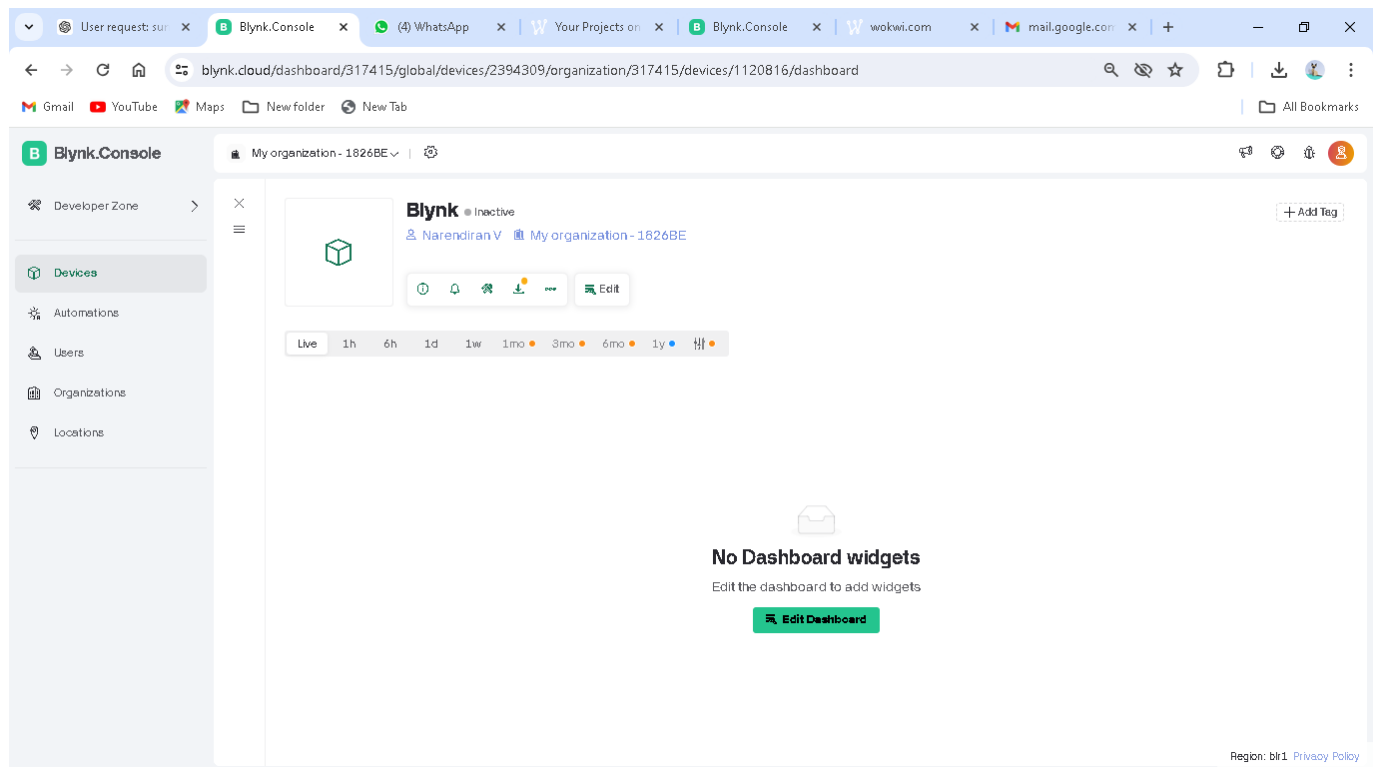 User request: sur
Blynk.Console
(4) WhatsApp
Your Projects on
Blynk.Console
wokwi.com
mail.google.com
blynk.cloud/dashboard/317415/global/devices/2394309/organization/317415/devices/1120816/dashboard
Gmail YouTube Maps New folder New Tab All Bookmarks
B Blynk.Console
My organization - 1826BE
Developer Zone
Devices
Automations
Users
Organizations
Locations
Blynk Inactive
+ Add Tag
Narendiran V My organization - 1826BE
Edit
Live 1h 6h 1d 1w 1mo 3mo 6mo 1y
No Dashboard widgets
Edit the dashboard to add widgets
Edit Dashboard
Region: blr1 Privacy Policy